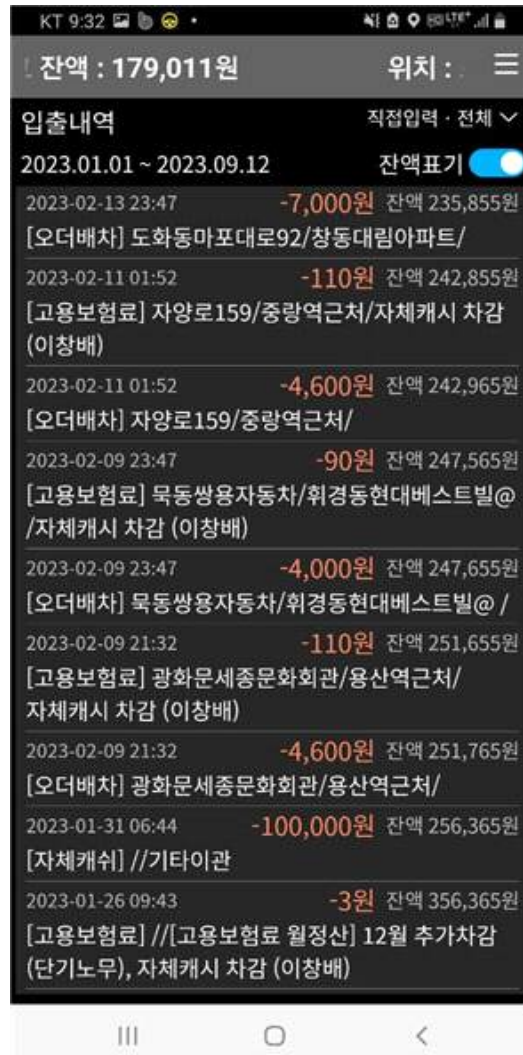 KT 9:32
잔액 : 179,011원 위치 :
입출내역 직접입력 · 전체
2023.01.01 ~ 2023.09.12 잔액표기
2023-02-13 23:47 -7,000원 잔액 235,855원
[오더배차] 도화동마포대로92/창동대림아파트/
2023-02-11 01:52 -110원 잔액 242,855원
[고용보험료] 자양로159/중랑역근처/자체캐시 차감
(이창배)
2023-02-11 01:52 -4,600원 잔액 242,965원
[오더배차] 자양로159/중랑역근처/
2023-02-09 23:47 -90원 잔액 247,565원
[고용보험료] 묵동쌍용자동차/휘경동현대베스트빌@
/자체캐시 차감 (이창배)
2023-02-09 23:47 -4,000원 잔액 247,655원
[오더배차] 묵동쌍용자동차/휘경동현대베스트빌@ /
2023-02-09 21:32 -110원 잔액 251,655원
[고용보험료] 광화문세종문화회관/용산역근처/
자체캐시 차감 (이창배)
2023-02-09 21:32 -4,600원 잔액 251,765원
[오더배차] 광화문세종문화회관/용산역근처/
2023-01-31 06:44 -100,000원 잔액 256,365원
[자체캐쉬] //기타이관
2023-01-26 09:43 -3원 잔액 356,365원
[고용보험료] //[고용보험료 월정산] 12월 추가차감
(단기노무), 자체캐시 차감 (이창배)